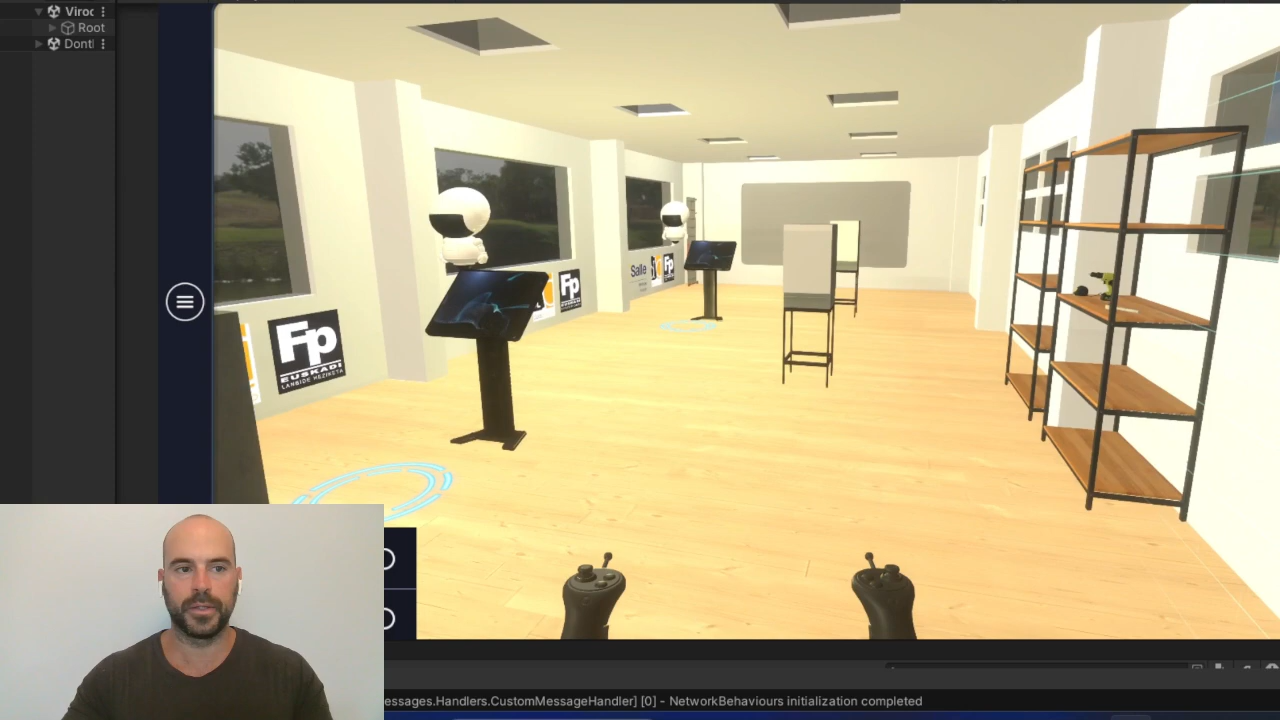 Viroc
Root
Dontl
Salle
Fp
Fp
Fp
EUSKADI
LANBIDE HEZIKETA
essages.Handlers.CustomMessageHandler] [0] - NetworkBehaviours initialization completed